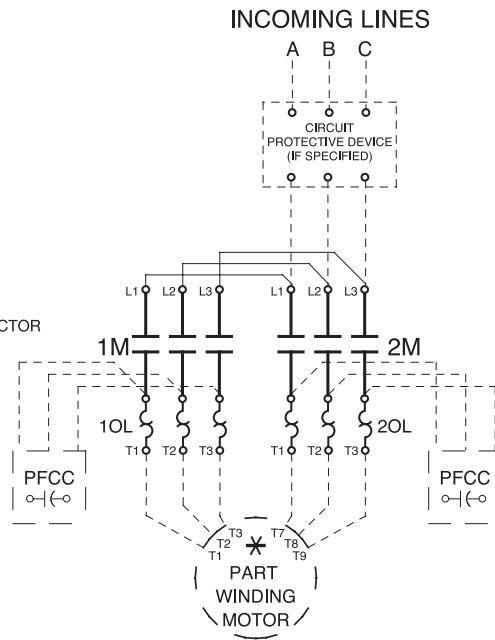 INCOMING LINES
A B C
CIRCUIT
PROTECTIVE DEVICE
(IF SPECIFIED)
L1 L2 L3 L1 L2 L3
CTOR
1M 2M
1OL 2OL
T1 T2 T3 T1 T2 T3
PFCC PFCC
T3 T7
T2 T8
T1 T9
PART
WINDING
MOTOR